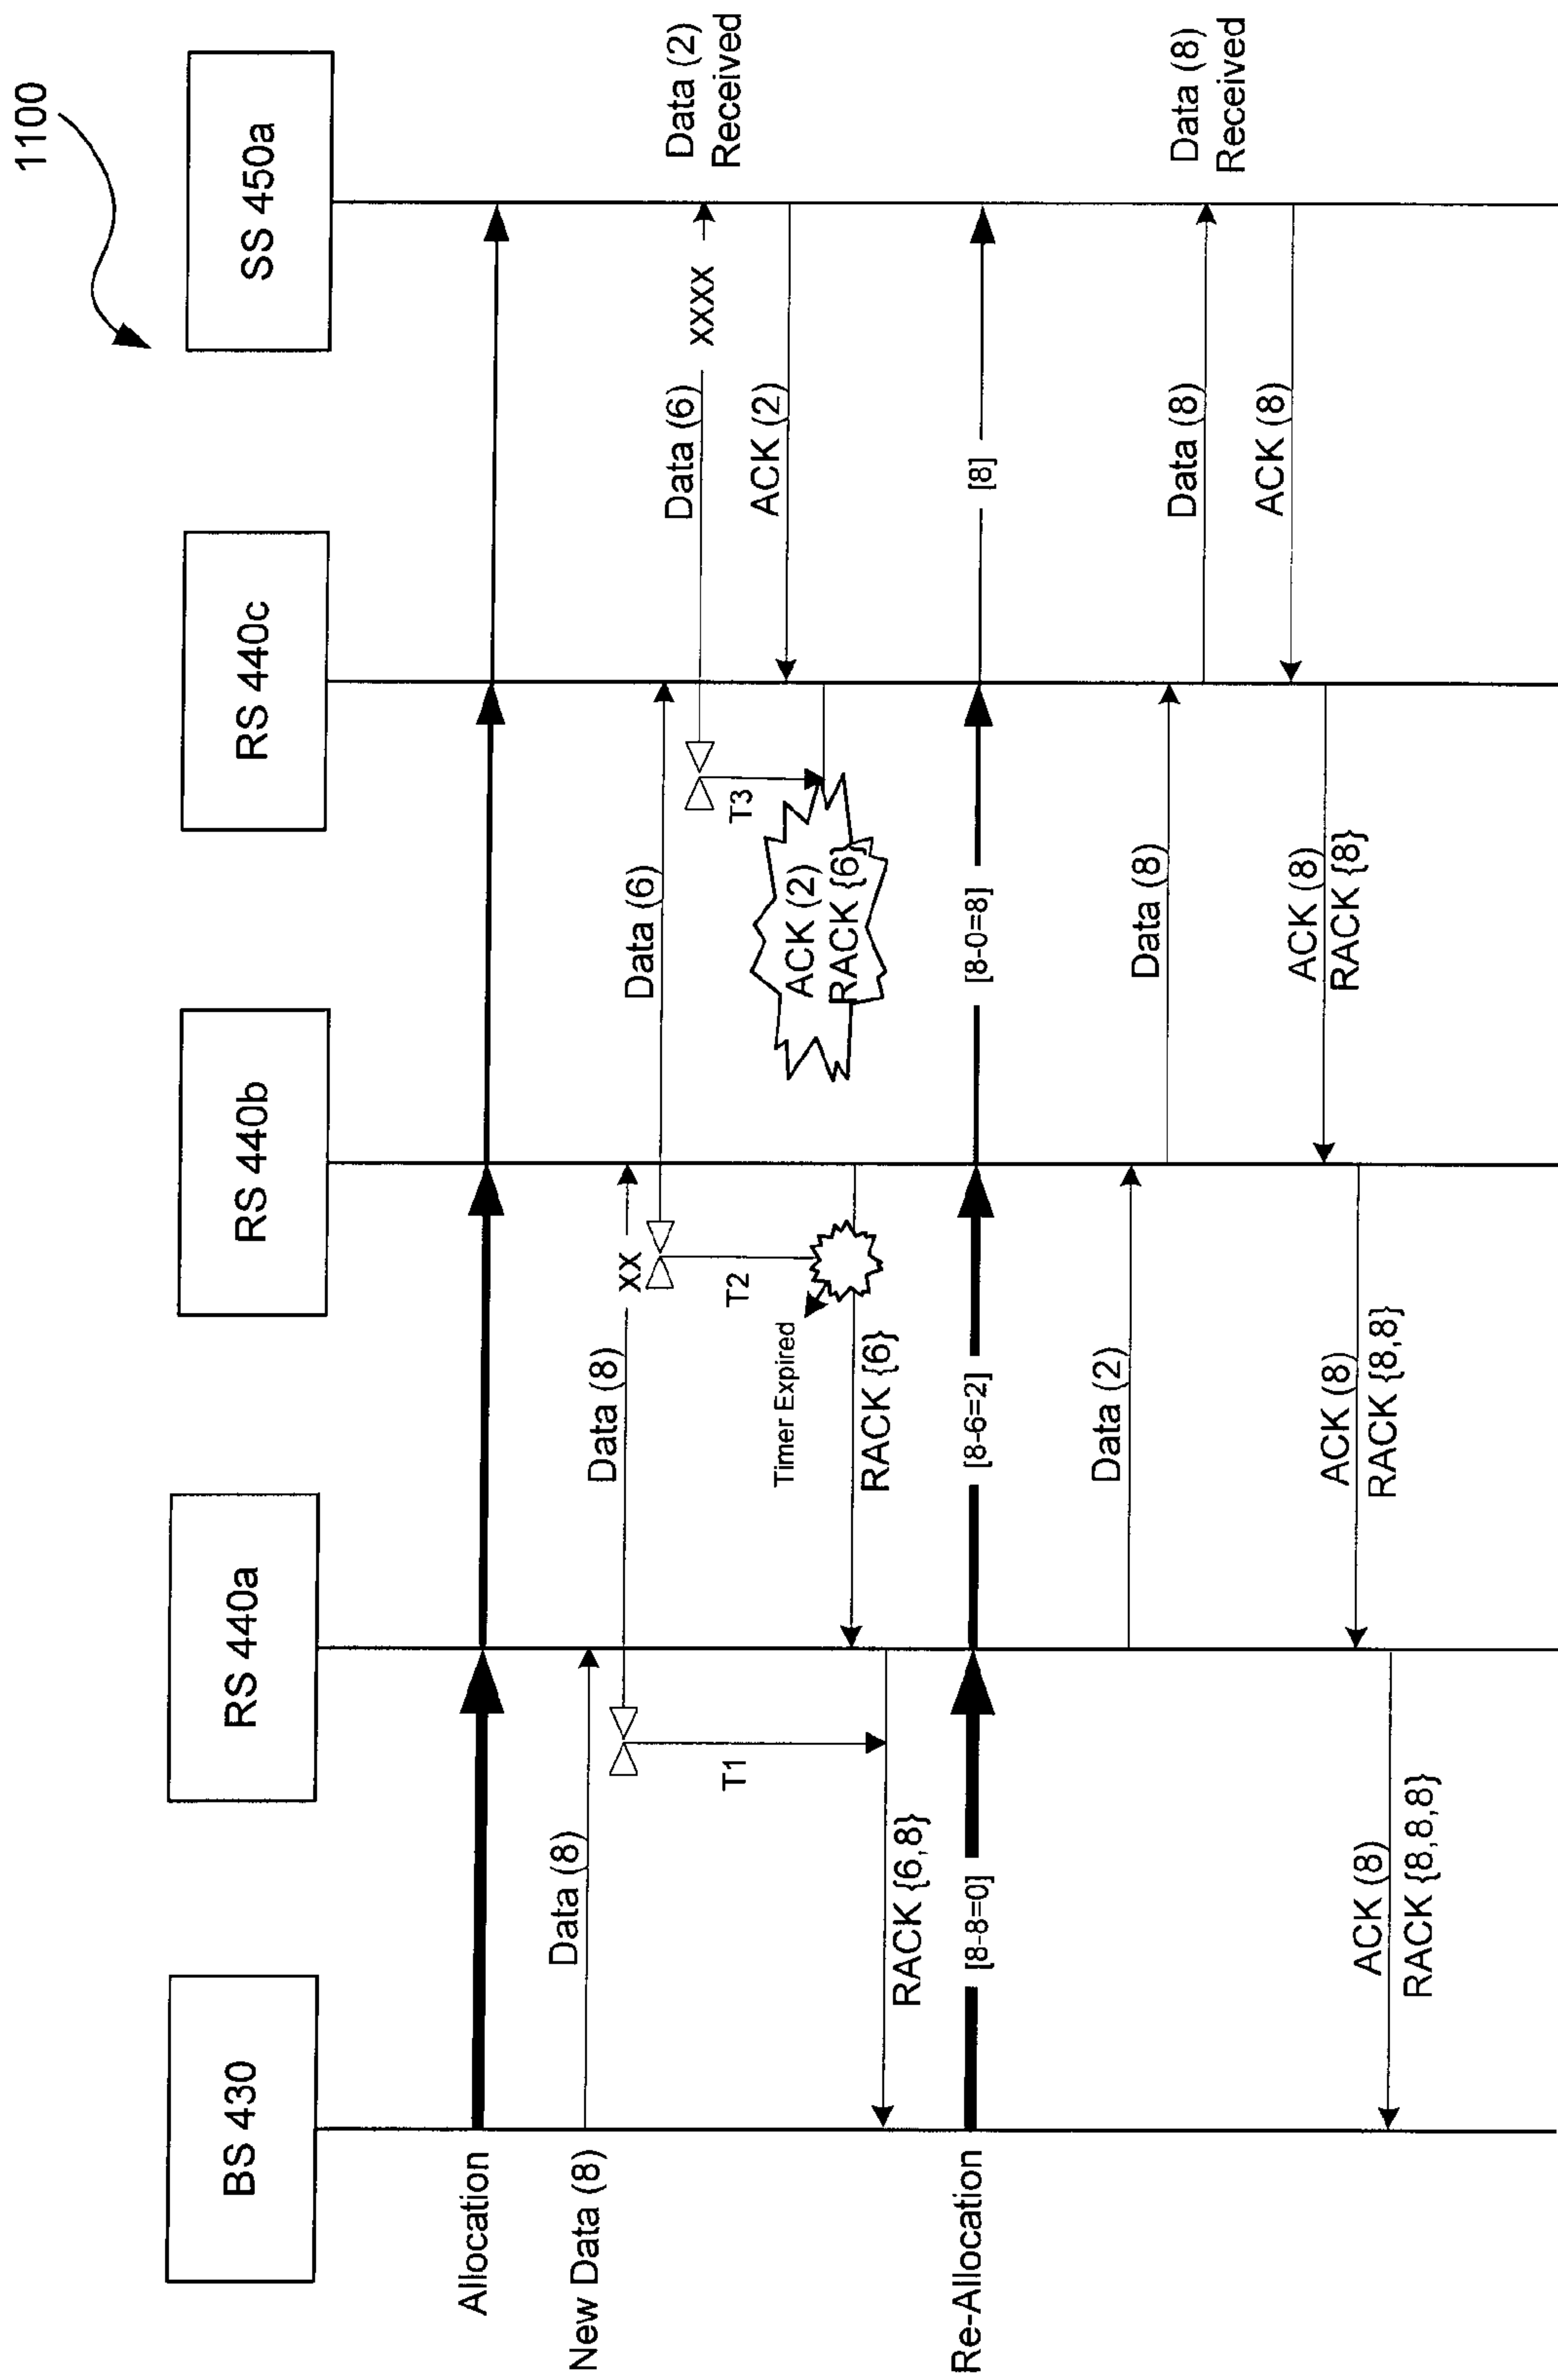 1100
BS 430
RS 440a
RS 440b
RS 440c
SS 450a
Allocation
New Data (8)
Data (8)
Data (8)
XX
Data (6)
Data (6)
XXXX
Data (2)
Received
T1
T2
T3
ACK (2)
ACK (2)
RACK {6}
Timer Expired
RACK {6}
RACK {6,8}
Re-Allocation
[8-8=0]
[8-6=2]
[8-0=8]
[8]
Data (2)
Data (8)
Data (8)
Data (8)
Received
ACK (8)
ACK (8)
RACK {8}
ACK (8)
RACK {8,8}
ACK (8)
RACK {8,8,8}